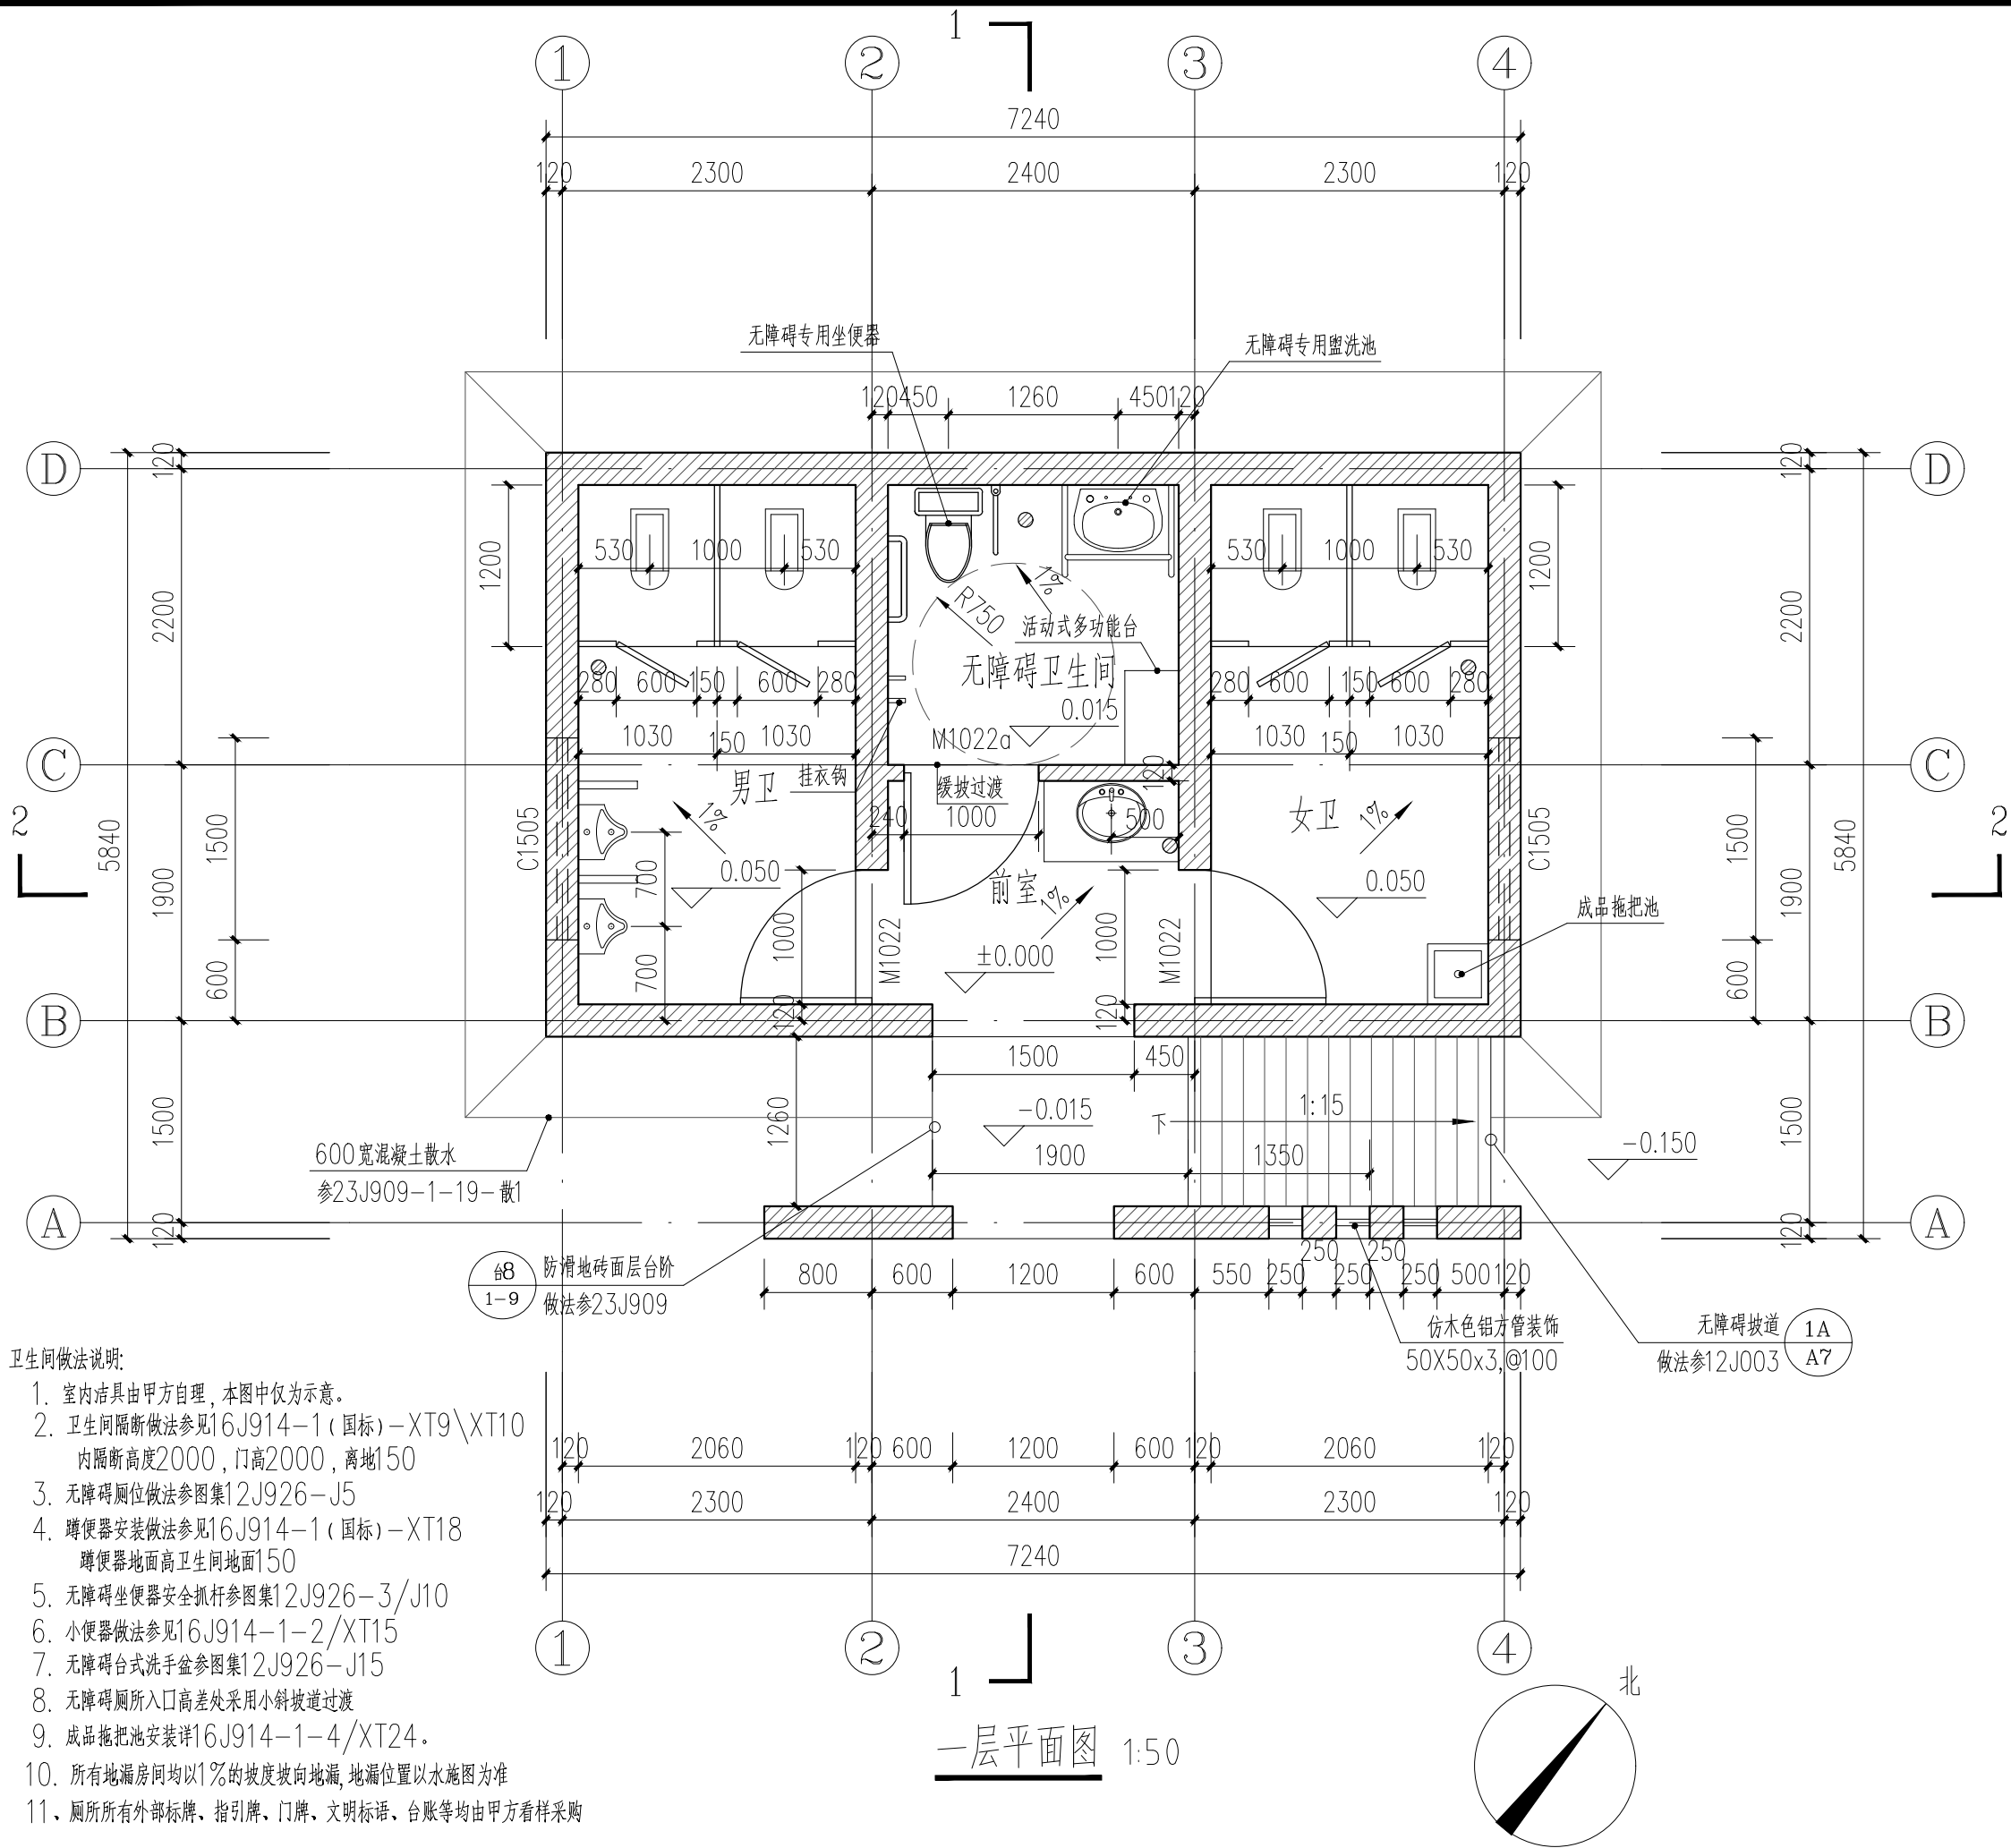 1
1 2 3 4
7240
120 2300 2400 2300 120
无障碍专用坐便器
无障碍专用盥洗池
120 450 1260 450 120
D 120 120 D
530 1000 530
530 1000 530
1200 1200
2200 2200
1%
R750
活动式多功能台
无障碍卫生间
280 600 150 600 280
280 600 150 600 280
0.015
1030 150 1030
M1022a
1030 150 1030
C C
男卫 挂衣钩 缓坡过渡 120
2 2
5840 1500 C1505 1% 240 1000 500 女卫 1% C1505 1500 5840
700 0.050 前室 1% 0.050
1900 1900
成品拖把池
1000 M1022 ±0.000 1000 M1022
600 700 600
120 120
B B
1500 450
1260 -0.015 下 1:15
1500 1500
600宽混凝土散水 1900 1350 -0.150
参23J909-1-19-散1
A 120 120 A
250 250
台8 防滑地砖面层台阶 800 600 1200 600 550 250 250 250 500 120
1-9 做法参23J909
仿木色铝方管装饰 无障碍坡道 1A
50X50x3,@100 做法参12J003 A7
卫生间做法说明:
1. 室内洁具由甲方自理,本图中仅为示意。
2. 卫生间隔断做法参见16J914-1(国标)-XT9\XT10
内隔断高度2000,门高2000,离地150
3. 无障碍厕位做法参图集12J926-J5
4. 蹲便器安装做法参见16J914-1(国标)-XT18
蹲便器地面高卫生间地面150
5. 无障碍坐便器安全抓杆参图集12J926-3/J10
6. 小便器做法参见16J914-1-2/XT15
7. 无障碍台式洗手盆参图集12J926-J15
8. 无障碍厕所入口高差处采用小斜坡道过渡
9. 成品拖把池安装详16J914-1-4/XT24。
10. 所有地漏房间均以1%的坡度坡向地漏,地漏位置以水施图为准
11、厕所所有外部标牌、指引牌、门牌、文明标语、台账等均由甲方看样采购
120 2060 120 600 1200 600 120 2060 120
120 2300 2400 2300 120
7240
1 2 3 4
1
北
一层平面图 1:50